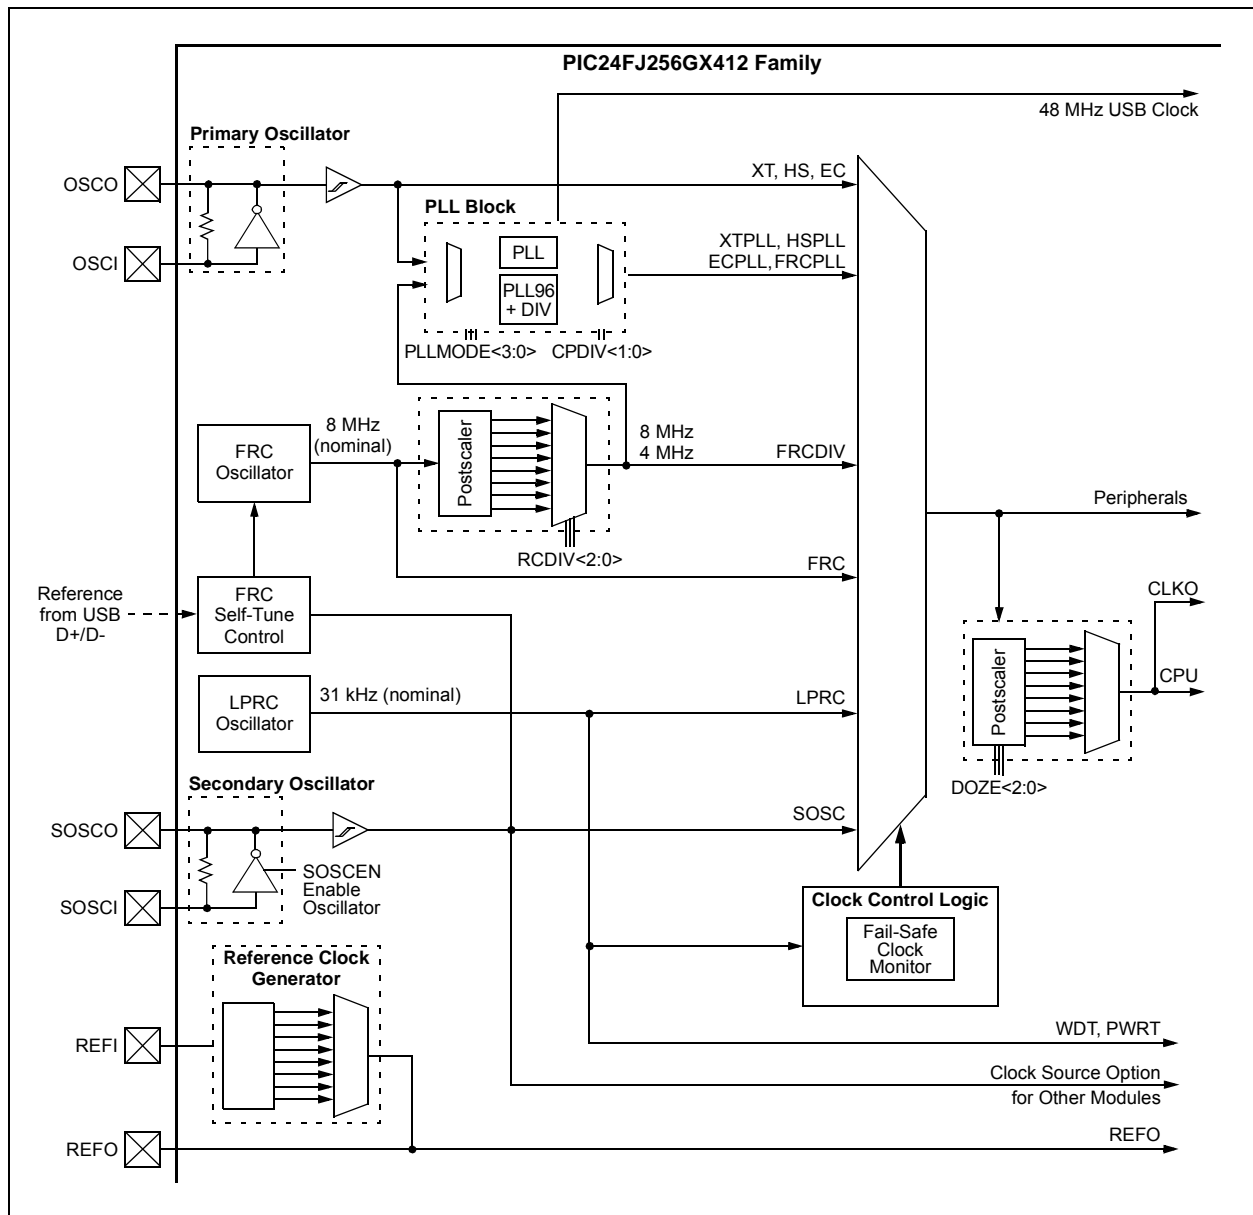 PIC24FJ256GX412 Family
48 MHz USB Clock
Primary Oscillator
OSCO
OSCI
XT, HS, EC
PLL Block
PLL
PLL96
+ DIV
XTPLL, HSPLL
ECPLL, FRCPLL
PLLMODE<3:0>
CPDIV<1:0>
FRC
Oscillator
8 MHz
(nominal)
Postscaler
8 MHz
4 MHz
FRCDIV
RCDIV<2:0>
FRC
Peripherals
Reference
from USB
D+/D-
FRC
Self-Tune
Control
CLKO
CPU
Postscaler
DOZE<2:0>
LPRC
Oscillator
31 kHz (nominal)
LPRC
Secondary Oscillator
SOSCO
SOSCI
SOSCEN
Enable
Oscillator
SOSC
Clock Control Logic
Fail-Safe
Clock
Monitor
Reference Clock
Generator
REFI
WDT, PWRT
Clock Source Option
for Other Modules
REFO
REFO